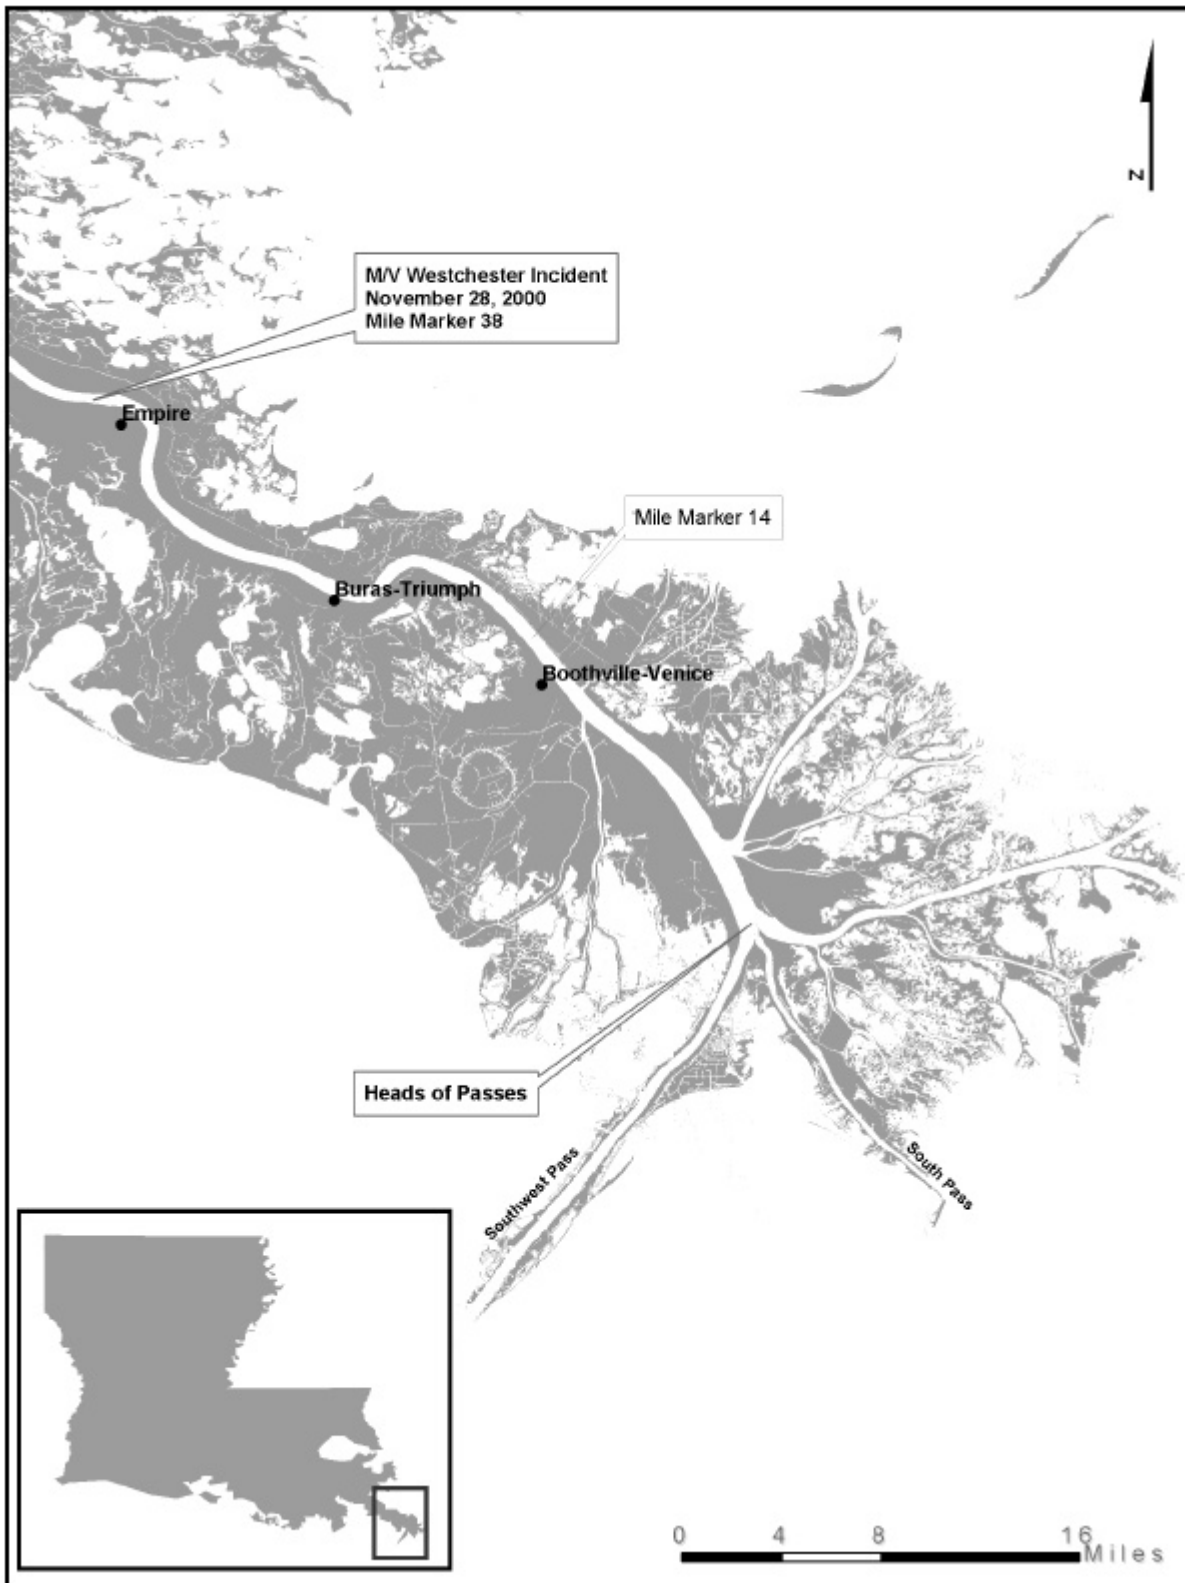 N
M/V Westchester Incident
November 28, 2000
Mile Marker 38
Empire
Mile Marker 14
Buras-Triumph
Boothville-Venice
Heads of Passes
Southwest Pass
South Pass
0 4 8 16
Miles